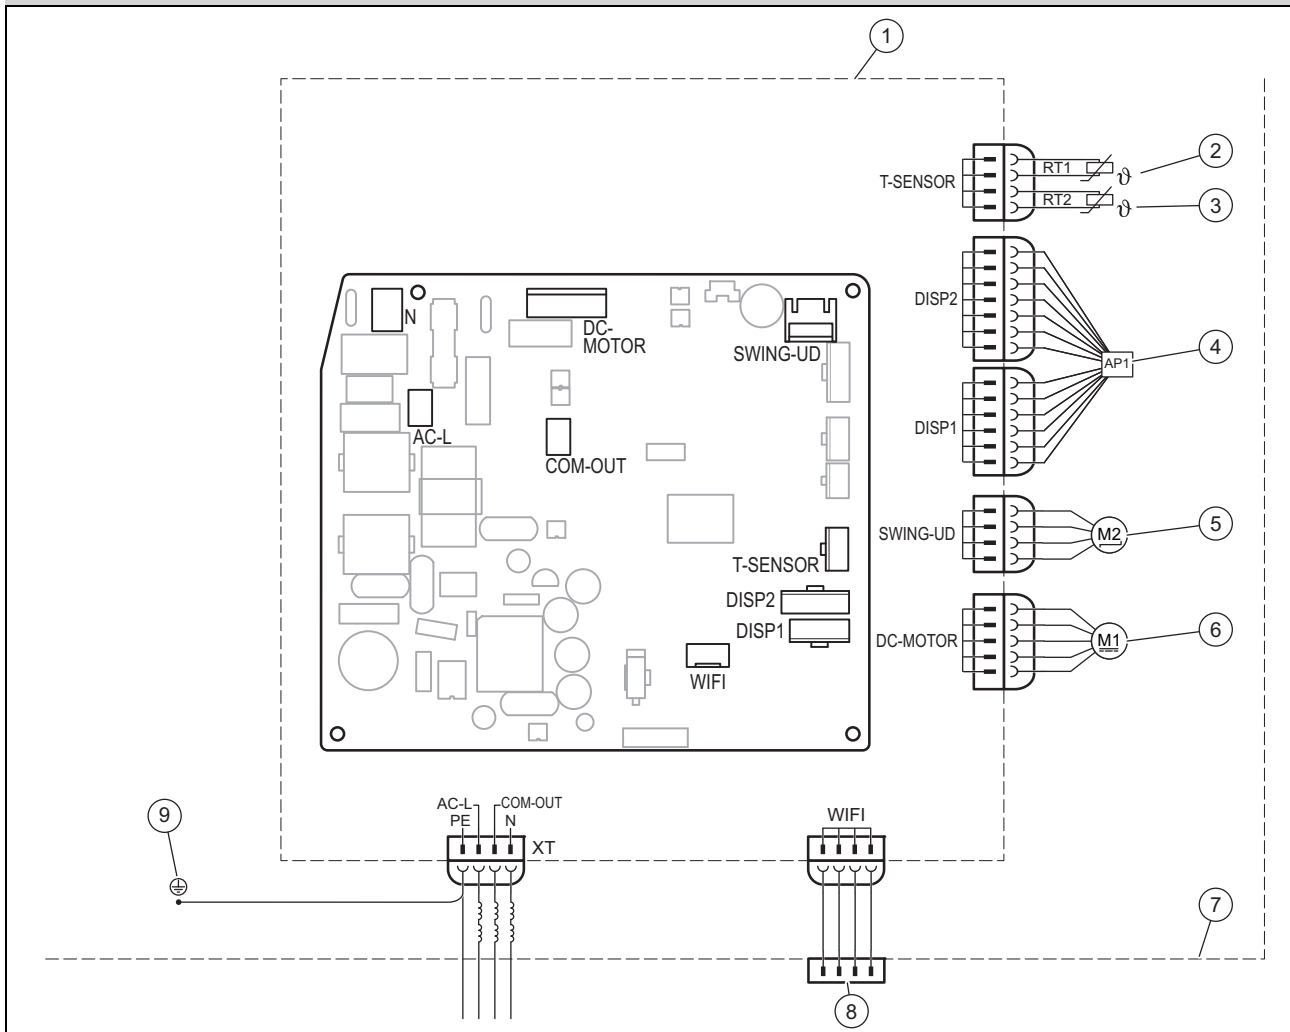 1
T-SENSOR
RT1
ϑ
2
RT2
ϑ
3
DISP2
AP1
4
DISP1
SWING-UD
M2
5
DC-MOTOR
M1
6
N
DC-
MOTOR
SWING-UD
AC-L
COM-OUT
T-SENSOR
DISP2
DISP1
WIFI
AC-L
COM-OUT
PE
N
XT
WIFI
9
7
8